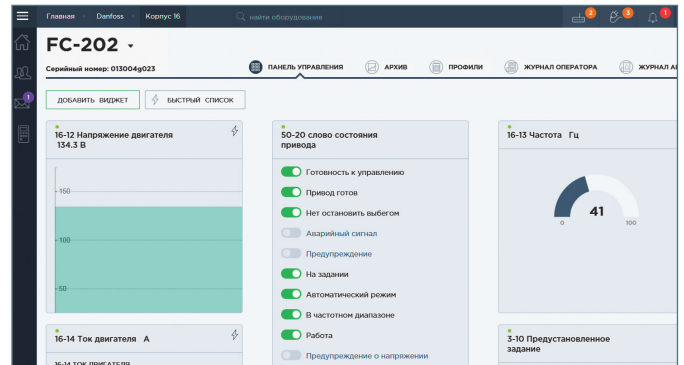 Главная
Danfoss
Корпус 16
найти оборудование
2
3
1
FC-202
Серийный номер: 013004g023
ПАНЕЛЬ УПРАВЛЕНИЯ
АРХИВ
ПРОФИЛИ
ЖУРНАЛ ОПЕРАТОРА
ЖУРНАЛ А
1
ДОБАВИТЬ ВИДЖЕТ
БЫСТРЫЙ СПИСОК
16-12 Напряжение двигателя
134.3 В
150
100
50
50-20 слово состояния
привода
Готовность к управлению
Привод готов
Нет остановить выбегом
Аварийный сигнал
Предупреждение
На задании
Автоматический режим
В частотном диапазоне
Работа
Предупреждение о напряжении
16-13 Частота Гц
41
0
100
16-14 Ток двигателя А
16-14 ТОК ДВИГАТЕЛЯ
3-10 Предустановленное
задание